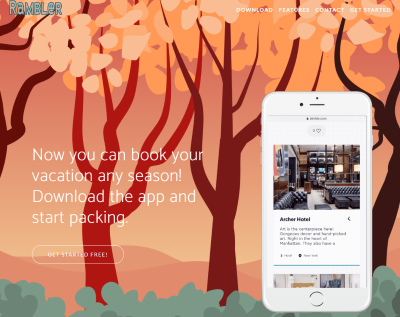 RAMBLER
DOWNLOAD FEATURES CONTACT GET STARTED
Now you can book your
vacation any season!
Download the app and
start packing.
GET STARTED FREE!
Archer Hotel €
Art is the centerpiece here!
Gorgeous decor and hand-picked
art. Right in the heart of
Manhattan. They also have a
Hotel New York